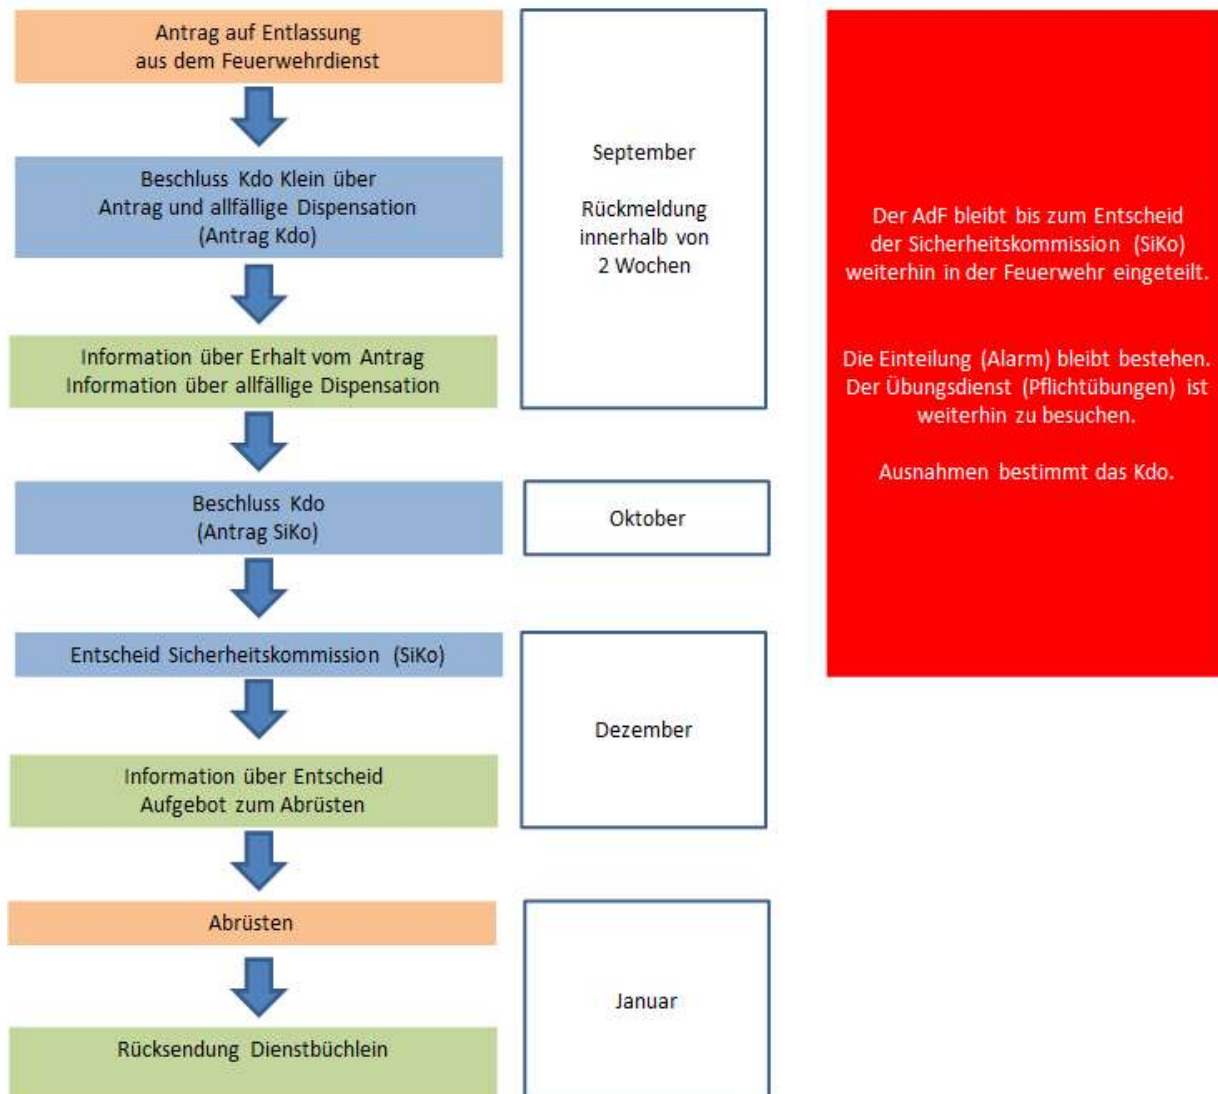 Antrag auf Entlassung
aus dem Feuerwehrdienst
Beschluss Kdo Klein über
Antrag und allfällige Dispensation
(Antrag Kdo)
Information über Erhalt vom Antrag
Information über allfällige Dispensation
September
Rückmeldung
innerhalb von
2 Wochen
Beschluss Kdo
(Antrag SiKo)
Oktober
Entscheid Sicherheitskommission (SiKo)
Information über Entscheid
Aufgebot zum Abrüsten
Dezember
Abrüsten
Rücksendung Dienstbüchlein
Januar
Der AdF bleibt bis zum Entscheid
der Sicherheitskommission (SiKo)
weiterhin in der Feuerwehr eingeteilt.
Die Einteilung (Alarm) bleibt bestehen.
Der Übungsdienst (Pflichtübungen) ist
weiterhin zu besuchen.
Ausnahmen bestimmt das Kdo.